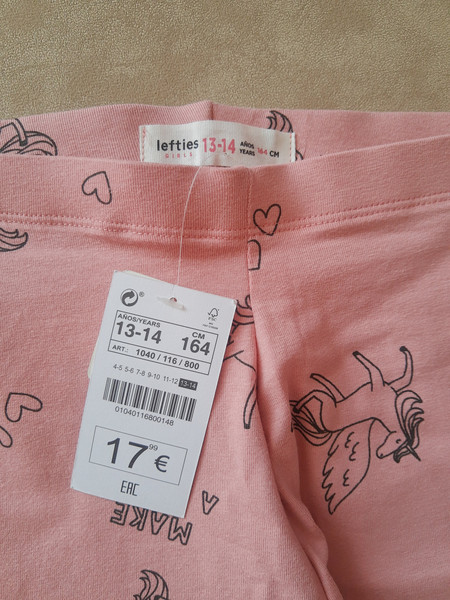 lefties 13-14 AÑOS 164 CM
GIRLS YEARS
®
FSC
AÑOS/YEARS CM
13-14 164
ART.: 1040 / 116 / 800
4-5 5-6 7-8 9-10 11-12 13-14
01040116800148
17,99 €
EAC
A
MAKE